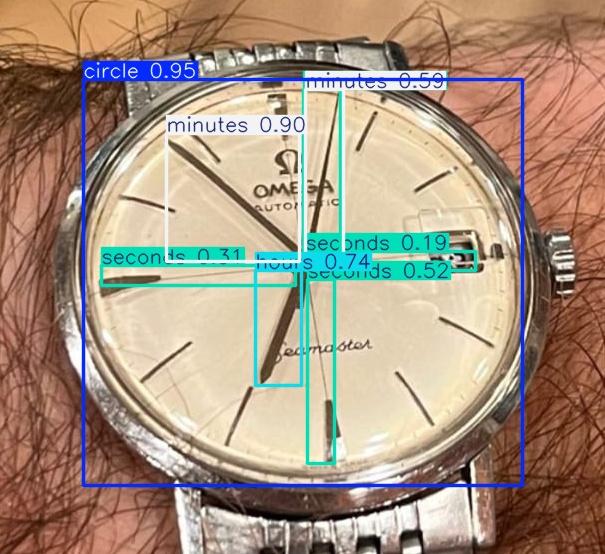 circle 0.95
minutes 0.59
minutes 0.90
OMEGA
AUTOMATIC
seconds 0.19
seconds 0.31
hours 0.74
seconds 0.52
Seamaster